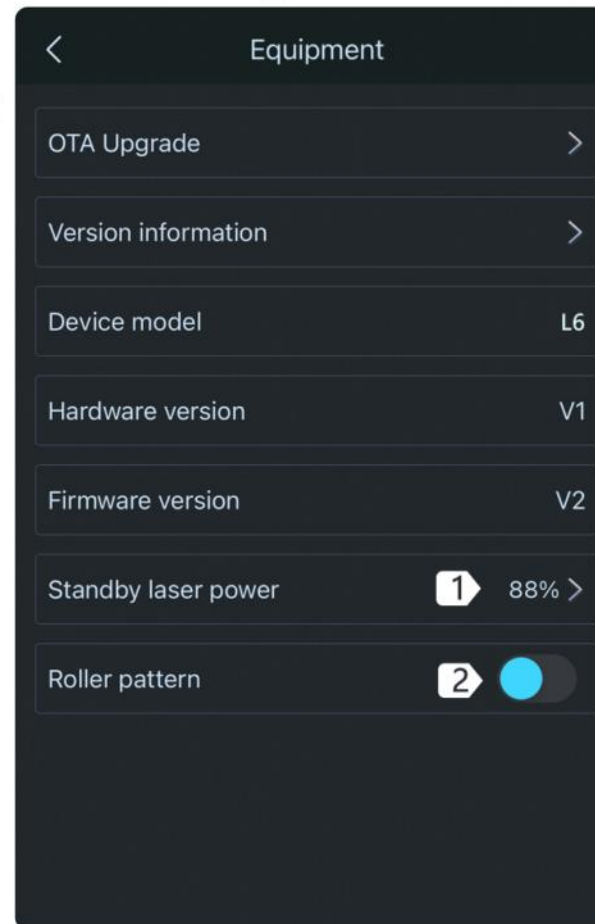 Equipment
OTA Upgrade
Version information
Device model L6
Hardware version V1
Firmware version V2
Standby laser power 1 88%
Roller pattern 2